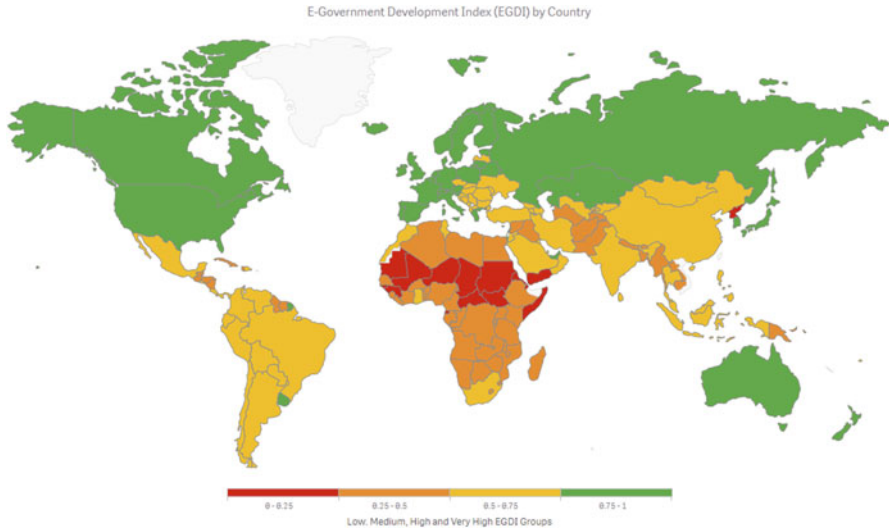 E-Government Development Index (EGDI) by Country
0 - 0.25 0.25 - 0.5 0.5 - 0.75 0.75 - 1
Low, Medium, High and Very High EGDI Groups